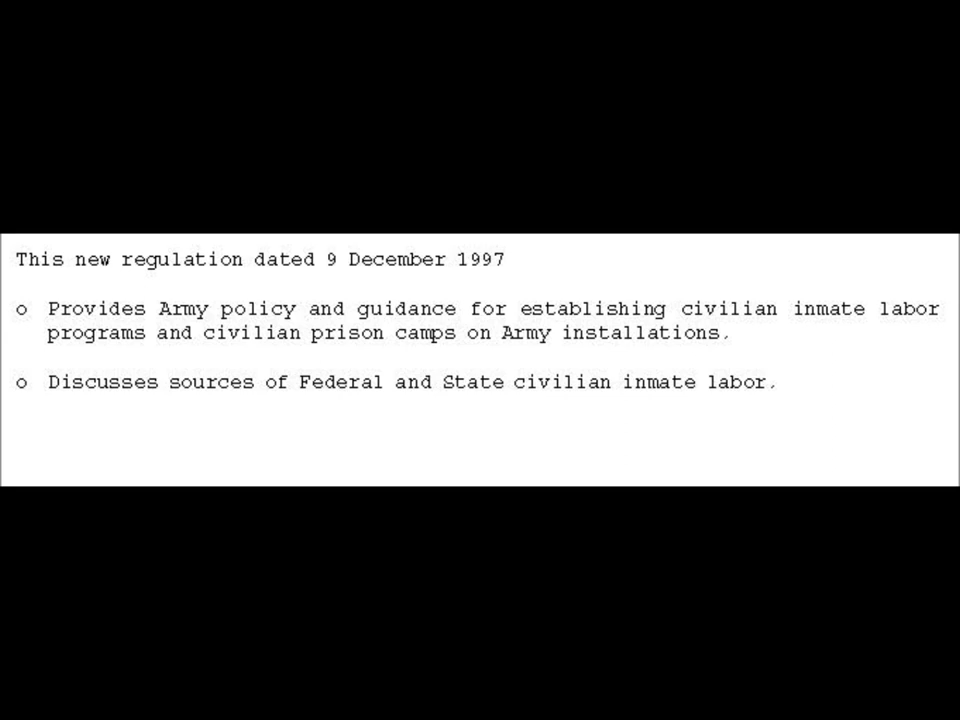 This new regulation dated 9 December 1997
o Provides Army policy and guidance for establishing civilian inmate labor
programs and civilian prison camps on Army installations.
o Discusses sources of Federal and State civilian inmate labor.